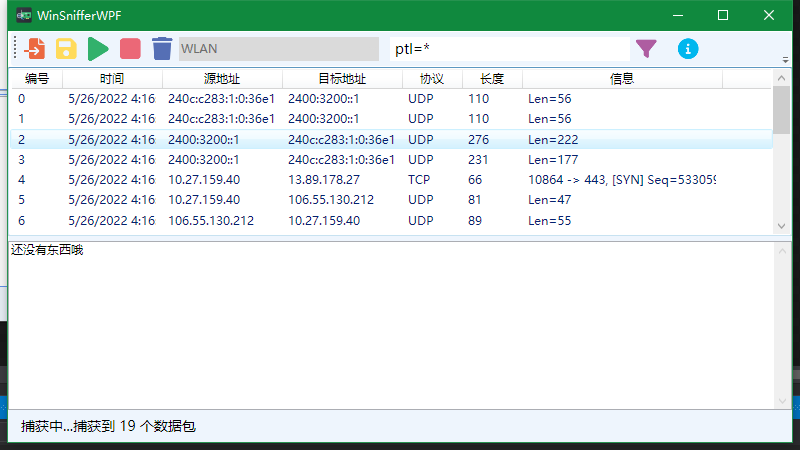 WinSnifferWPF
WLAN ptl=*
编号 时间 源地址 目标地址 协议 长度 信息
0 5/26/2022 4:16 240c:c283:1:0:36e1 2400:3200::1 UDP 110 Len=56
1 5/26/2022 4:16 240c:c283:1:0:36e1 2400:3200::1 UDP 110 Len=56
2 5/26/2022 4:16 2400:3200::1 240c:c283:1:0:36e1 UDP 276 Len=222
3 5/26/2022 4:16 2400:3200::1 240c:c283:1:0:36e1 UDP 231 Len=177
4 5/26/2022 4:16 10.27.159.40 13.89.178.27 TCP 66 10864 -> 443, [SYN] Seq=533059
5 5/26/2022 4:16 10.27.159.40 106.55.130.212 UDP 81 Len=47
6 5/26/2022 4:16 106.55.130.212 10.27.159.40 UDP 89 Len=55
还没有东西哦
捕获中...捕获到 19 个数据包